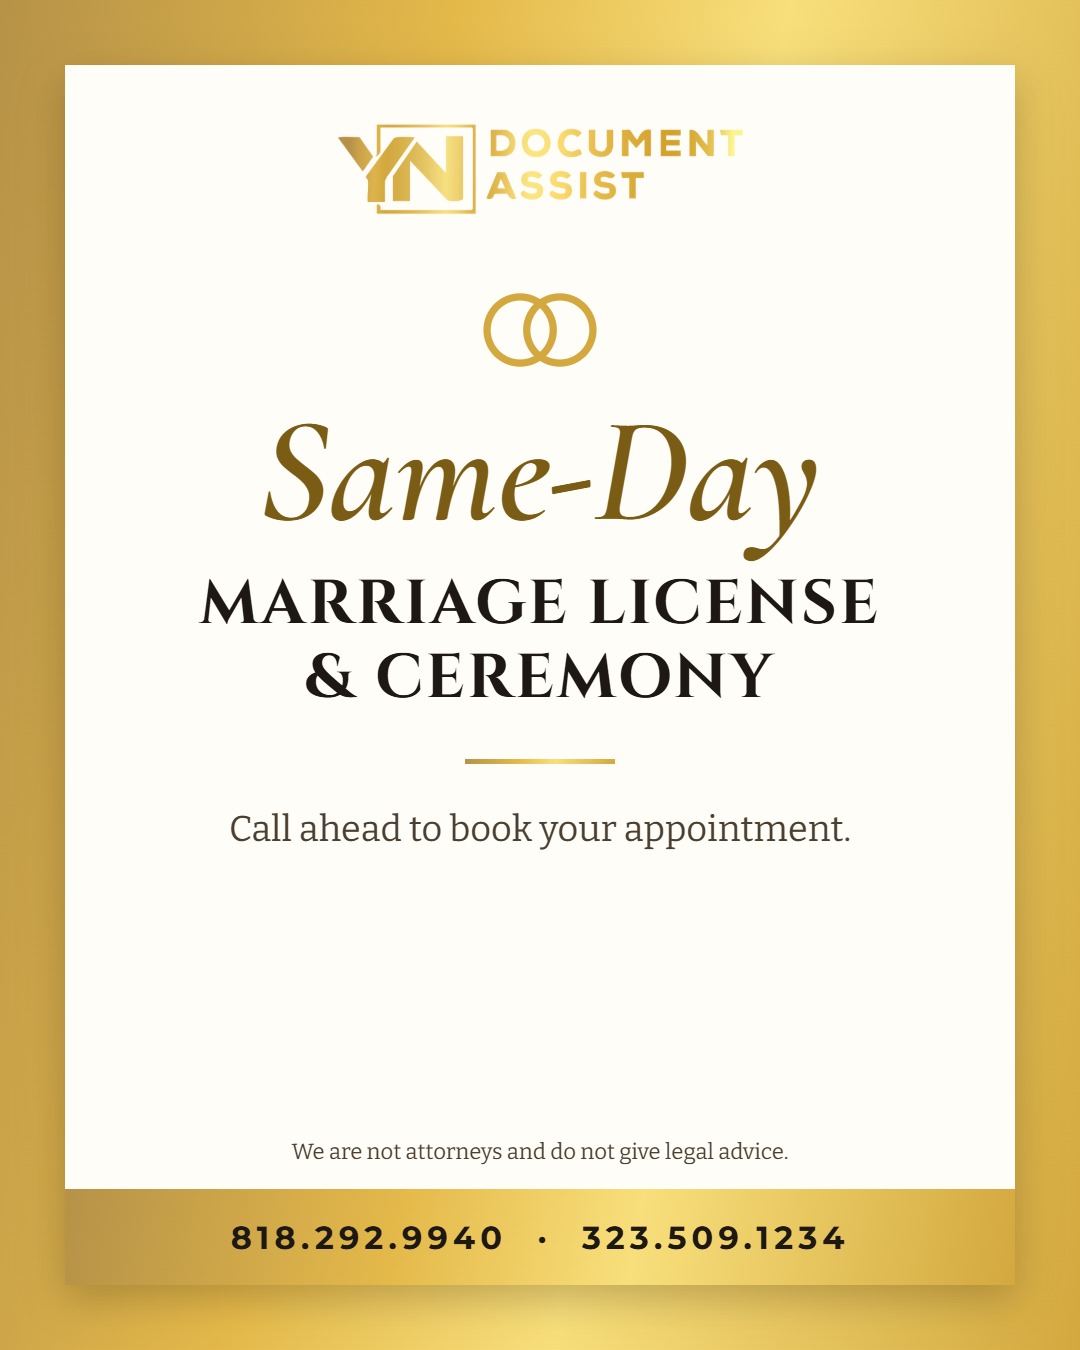 YN DOCUMENT
ASSIST
Same-Day
MARRIAGE LICENSE
& CEREMONY
Call ahead to book your appointment.
We are not attorneys and do not give legal advice.
818.292.9940 · 323.509.1234